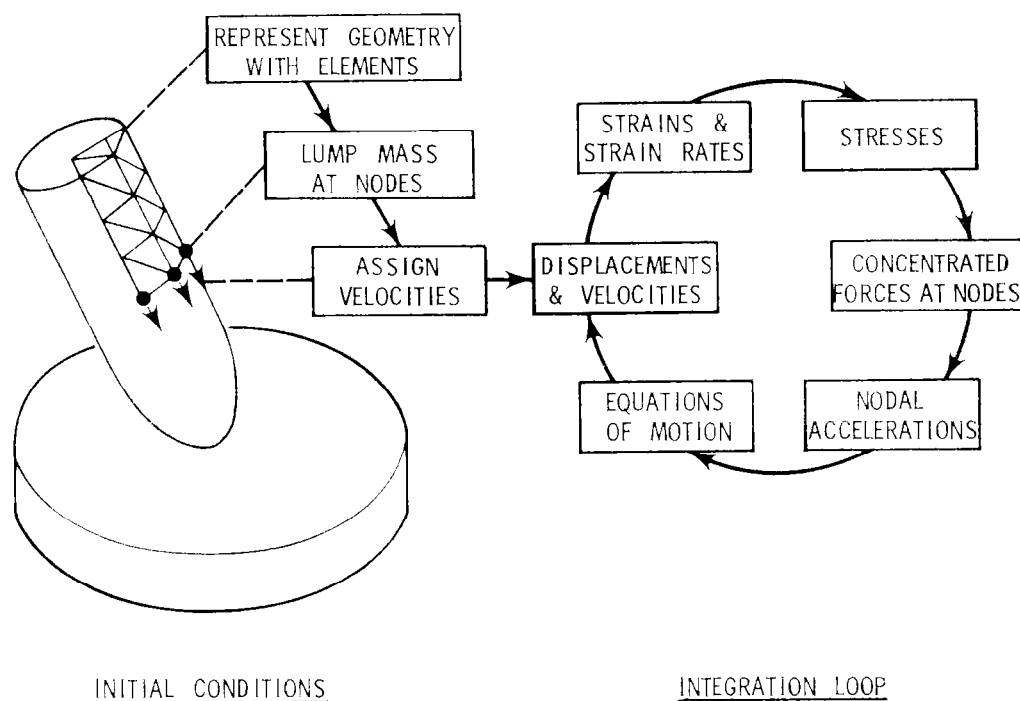 REPRESENT GEOMETRY
WITH ELEMENTS
LUMP MASS
AT NODES
ASSIGN
VELOCITIES
DISPLACEMENTS
& VELOCITIES
STRAINS &
STRAIN RATES
STRESSES
CONCENTRATED
FORCES AT NODES
NODAL
ACCELERATIONS
EQUATIONS
OF MOTION
INITIAL CONDITIONS
INTEGRATION LOOP